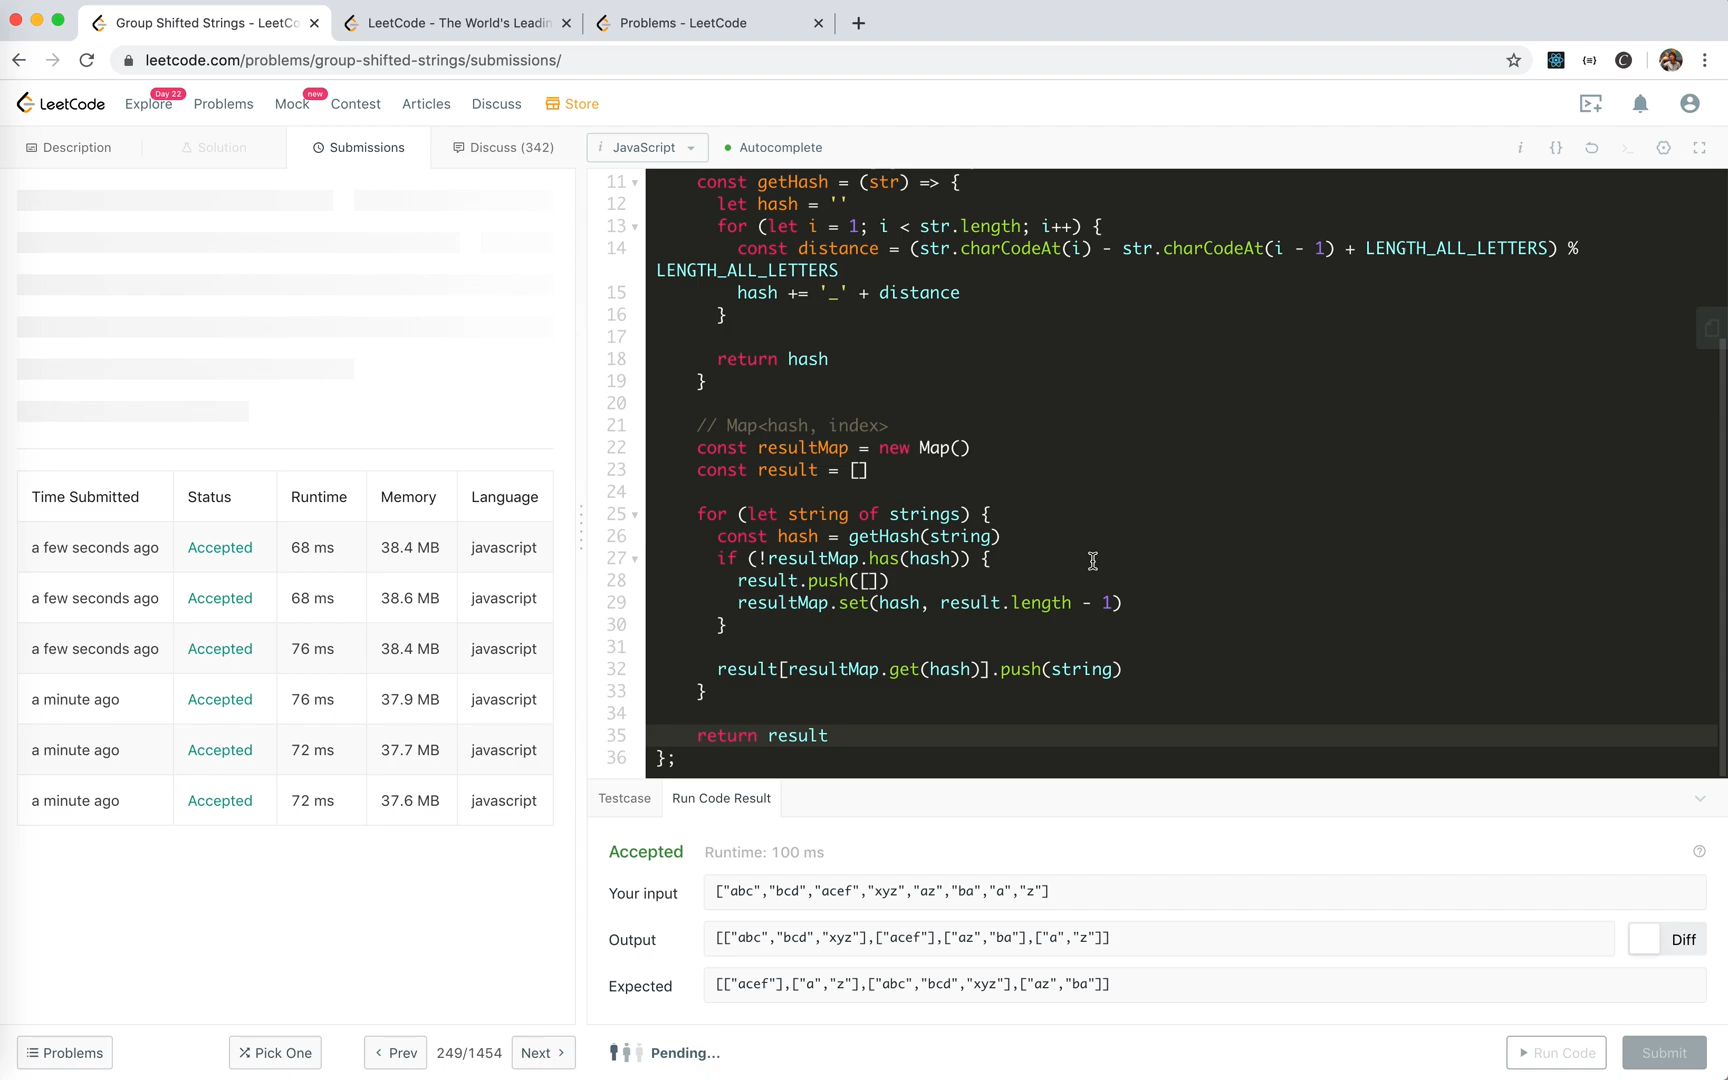 Group Shifted Strings - LeetCo
LeetCode - The World's Leadin
Problems - LeetCode
leetcode.com/problems/group-shifted-strings/submissions/
LeetCode
Explore
Day 22
Problems
Mock
new
Contest
Articles
Discuss
Store
Description
Solution
Submissions
Discuss (342)
i JavaScript
Autocomplete
11 const getHash = (str) => {
12 let hash = ''
13 for (let i = 1; i < str.length; i++) {
14 const distance = (str.charCodeAt(i) - str.charCodeAt(i - 1) + LENGTH_ALL_LETTERS) %
LENGTH_ALL_LETTERS
15 hash += '_' + distance
16 }
17
18 return hash
19 }
20
21 // Map<hash, index>
22 const resultMap = new Map()
23 const result = []
24
25 for (let string of strings) {
26 const hash = getHash(string)
27 if (!resultMap.has(hash)) {
28 result.push([])
29 resultMap.set(hash, result.length - 1)
30 }
31
32 result[resultMap.get(hash)].push(string)
33 }
34
35 return result
36 };
Time Submitted Status Runtime Memory Language
a few seconds ago Accepted 68 ms 38.4 MB javascript
a few seconds ago Accepted 68 ms 38.6 MB javascript
a few seconds ago Accepted 76 ms 38.4 MB javascript
a minute ago Accepted 76 ms 37.9 MB javascript
a minute ago Accepted 72 ms 37.7 MB javascript
a minute ago Accepted 72 ms 37.6 MB javascript
Testcase Run Code Result
Accepted Runtime: 100 ms
Your input ["abc","bcd","acef","xyz","az","ba","a","z"]
Output [["abc","bcd","xyz"],["acef"],["az","ba"],["a","z"]]
Diff
Expected [["acef"],["a","z"],["abc","bcd","xyz"],["az","ba"]]
Problems
Pick One
Prev
249/1454
Next
Pending...
Run Code
Submit